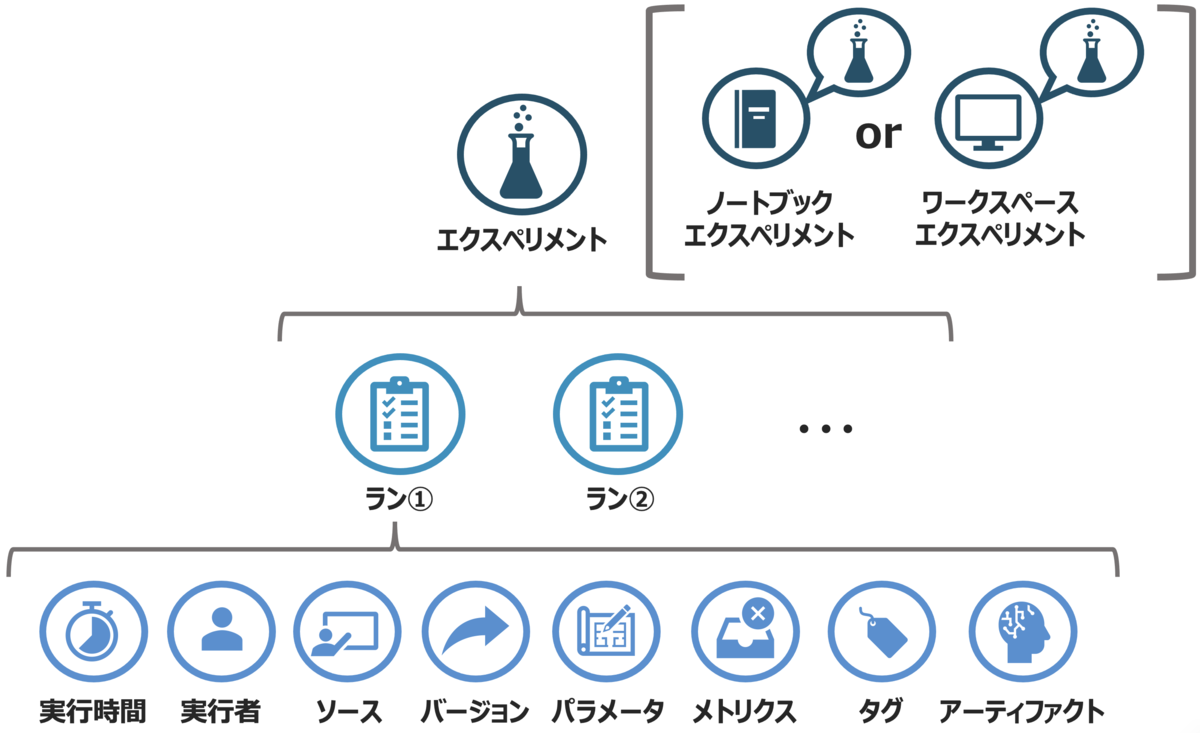 or
ノートブック
エクスペリメント
ワークスペース
エクスペリメント
エクスペリメント
ラン①
ラン②
...
実行時間
実行者
ソース
バージョン
パラメータ
メトリクス
タグ
アーティファクト